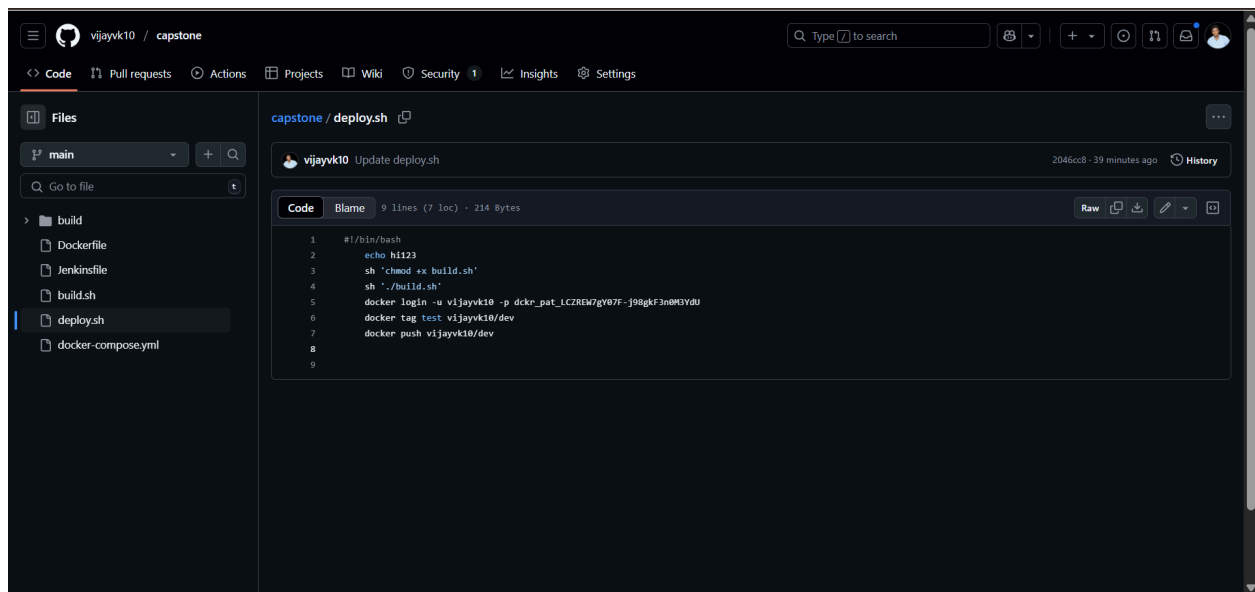 vijayvk10 / capstone
Type / to search
Code Pull requests Actions Projects Wiki Security 1 Insights Settings
Files
capstone / deploy.sh
main
vijayvk10 Update deploy.sh 2046cc8 · 39 minutes ago History
Go to file t
Code Blame 9 lines (7 loc) · 214 Bytes Raw
build
Dockerfile
Jenkinsfile
build.sh
deploy.sh
docker-compose.yml
1 #!/bin/bash
2 echo hi123
3 sh 'chmod +x build.sh'
4 sh './build.sh'
5 docker login -u vijayvk10 -p dckr_pat_LCZREW7gY07F-j98gkF3n0M3YdU
6 docker tag test vijayvk10/dev
7 docker push vijayvk10/dev
8
9